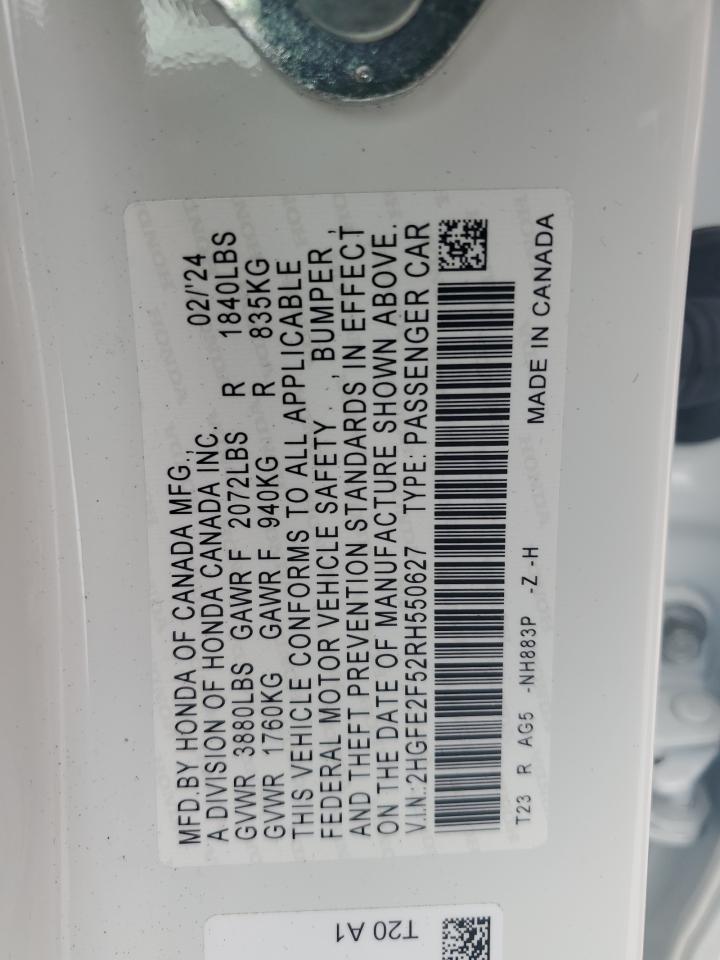 MFD.BY HONDA OF CANADA MFG., 02/'24
A DIVISION OF HONDA CANADA INC.
GVWR 3880LBS GAWR F 2072LBS R 1840LBS
GVWR 1760KG GAWR F 940KG R 835KG
THIS VEHICLE CONFORMS TO ALL APPLICABLE
FEDERAL MOTOR VEHICLE SAFETY , BUMPER ,
AND THEFT PREVENTION STANDARDS IN EFFECT
ON THE DATE OF MANUFACTURE SHOWN ABOVE.
V.I.N.:2HGFE2F52RH550627 TYPE: PASSENGER CAR
T23 R AG5 -NH883P -Z -H MADE IN CANADA
T20 A1